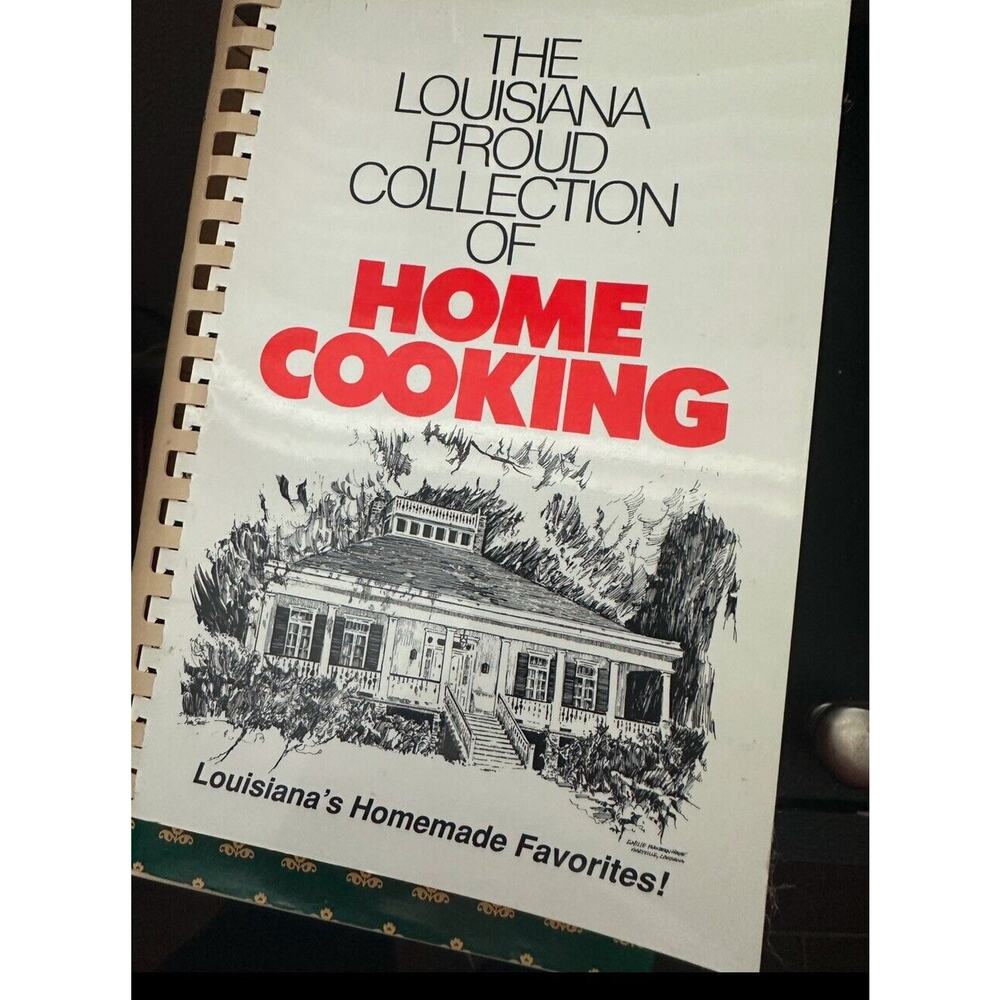 THE
LOUISIANA
PROUD
COLLECTION
OF
HOME
COOKING
Louisiana's Homemade Favorites!